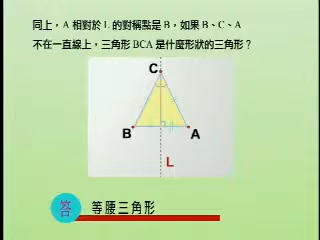 同上，A 相對於 L 的對稱點是 B，如果 B、C、A
不在一直線上，三角形 BCA 是什麼形狀的三角形？
C
B
A
L
答 等腰三角形